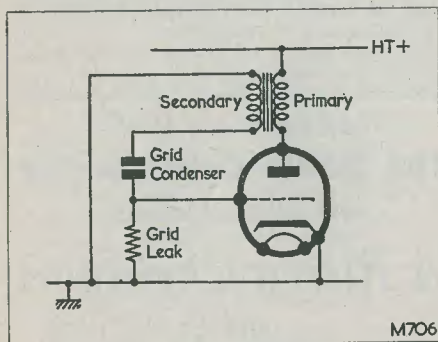 HT+
Secondary Primary
Grid
Condenser
Grid
Leak
M706